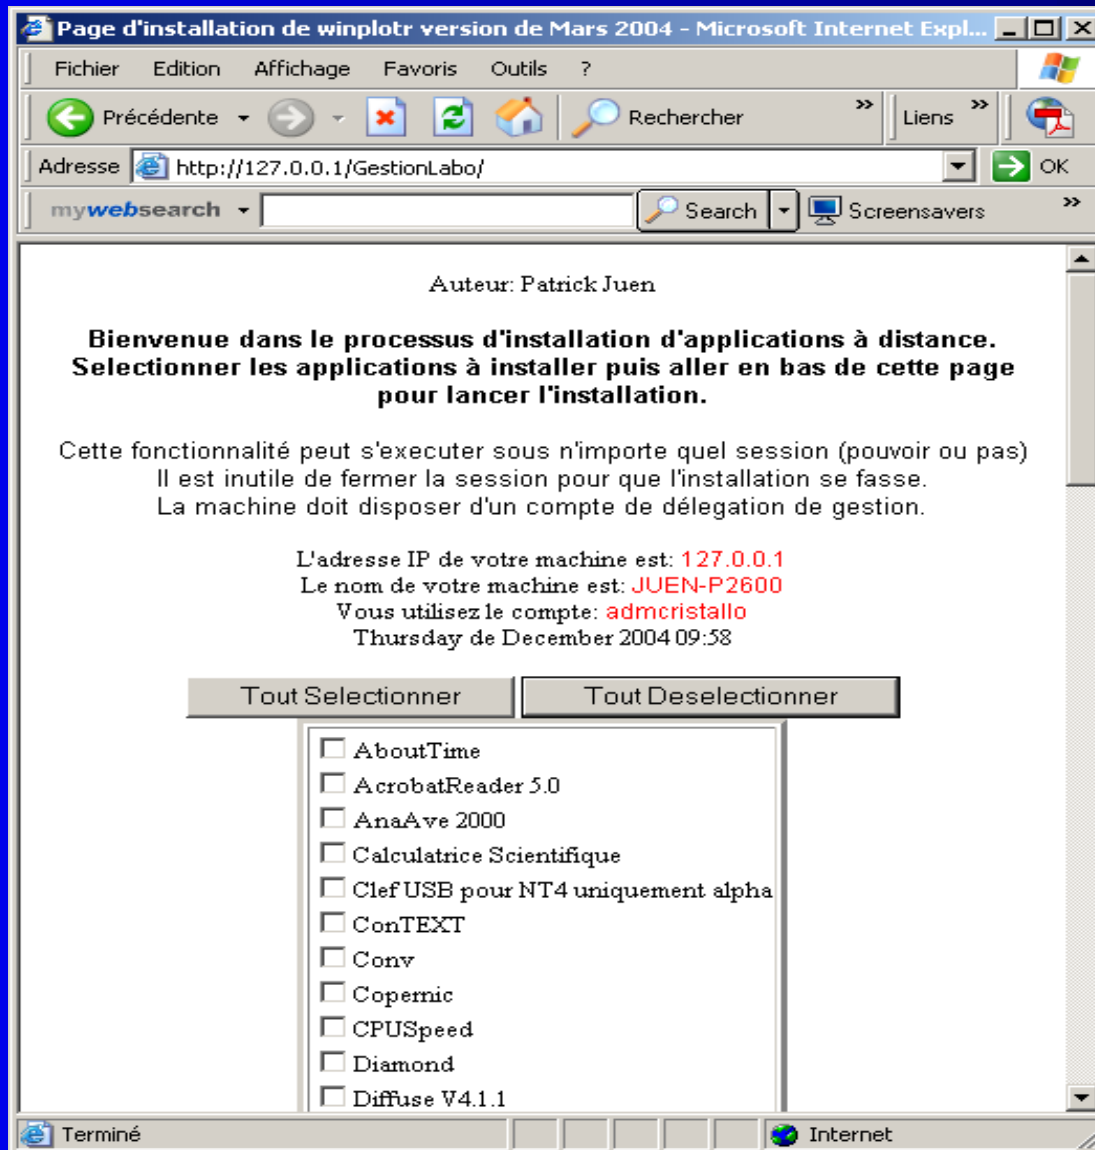 Page d'installation de winplotr version de Mars 2004 - Microsoft Internet Expl...
Fichier Edition Affichage Favoris Outils ?
Précédente Rechercher » Liens »
Adresse http://127.0.0.1/GestionLabo/ OK
mywebsearch Search Screensavers »
Auteur: Patrick Juen
Bienvenue dans le processus d'installation d'applications à distance.
Selectionner les applications à installer puis aller en bas de cette page
pour lancer l'installation.
Cette fonctionnalité peut s'executer sous n'importe quel session (pouvoir ou pas)
Il est inutile de fermer la session pour que l'installation se fasse.
La machine doit disposer d'un compte de délegation de gestion.
L'adresse IP de votre machine est: 127.0.0.1
Le nom de votre machine est: JUEN-P2600
Vous utilisez le compte: admcristallo
Thursday de December 2004 09:58
Tout Selectionner Tout Deselectionner
AboutTime
AcrobatReader 5.0
AnaAve 2000
Calculatrice Scientifique
Clef USB pour NT4 uniquement alpha
ConTEXT
Conv
Copernic
CPUSpeed
Diamond
Diffuse V4.1.1
Terminé Internet